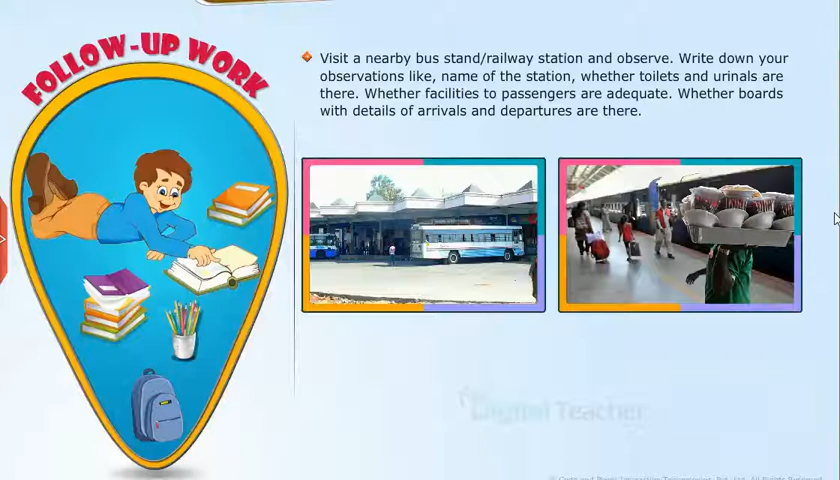 FOLLOW-UP WORK
Visit a nearby bus stand/railway station and observe. Write down your
observations like, name of the station, whether toilets and urinals are
there. Whether facilities to passengers are adequate. Whether boards
with details of arrivals and departures are there.
Digital Teacher